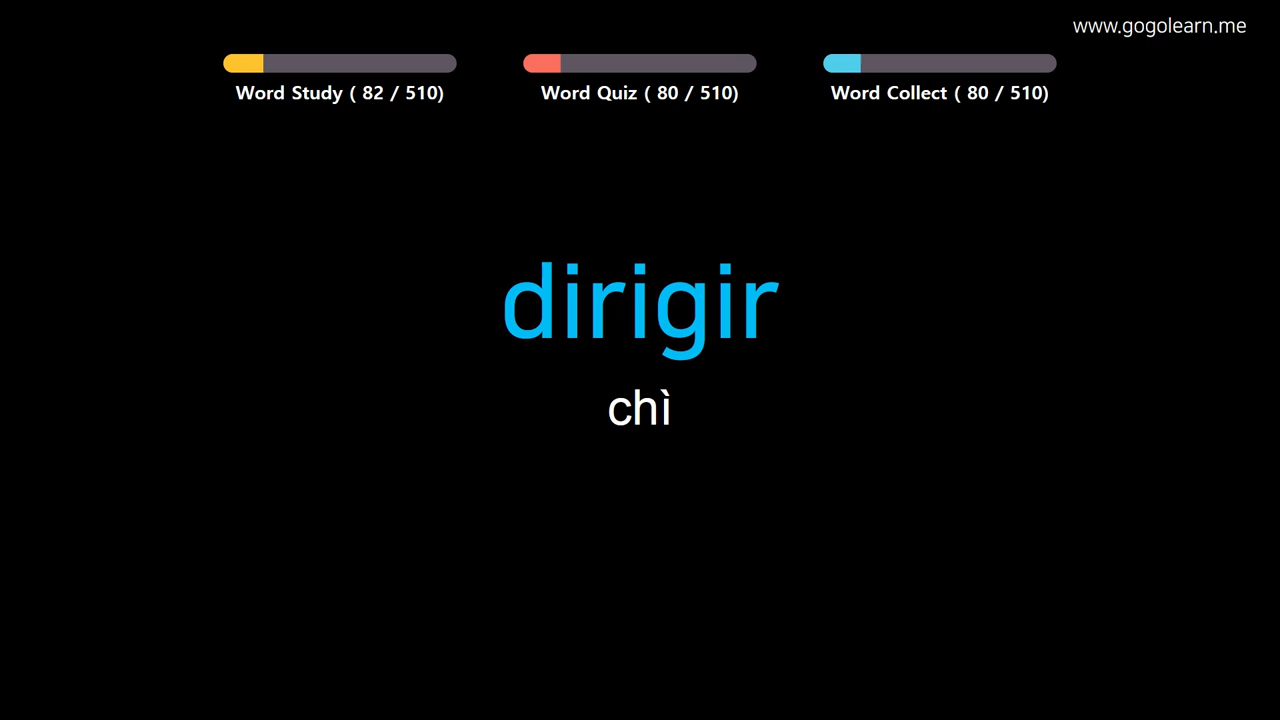 www.gogolearn.me
Word Study ( 82 / 510)
Word Quiz ( 80 / 510)
Word Collect ( 80 / 510)
dirigir
chì